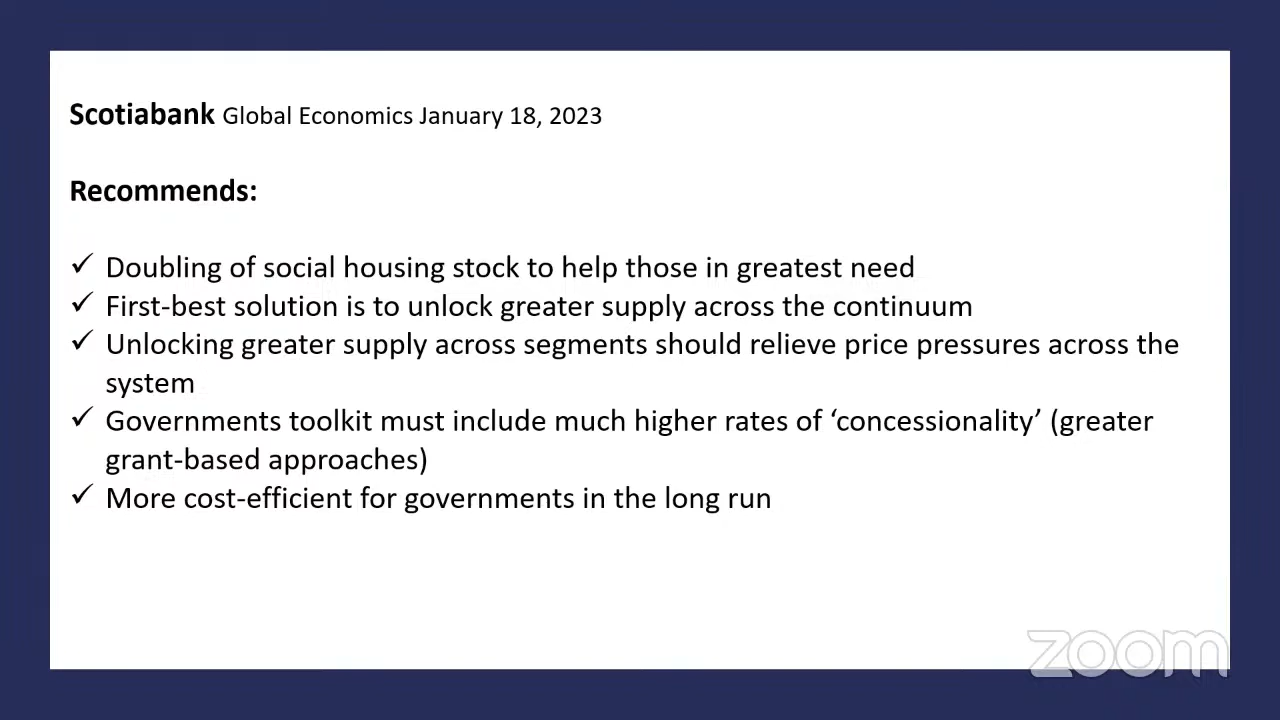 Scotiabank Global Economics January 18, 2023
Recommends:
✓ Doubling of social housing stock to help those in greatest need
✓ First-best solution is to unlock greater supply across the continuum
✓ Unlocking greater supply across segments should relieve price pressures across the
system
✓ Governments toolkit must include much higher rates of ‘concessionality’ (greater
grant-based approaches)
✓ More cost-efficient for governments in the long run
zoom